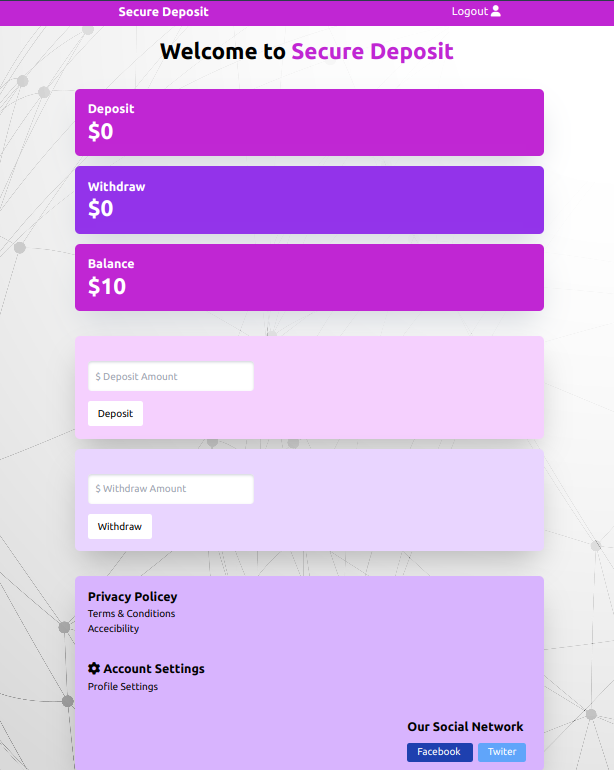 Secure Deposit Logout
Welcome to Secure Deposit
Deposit
$0
Withdraw
$0
Balance
$10
$ Deposit Amount
Deposit
$ Withdraw Amount
Withdraw
Privacy Policey
Terms & Conditions
Accecibility
Account Settings
Profile Settings
Our Social Network
Facebook Twiter